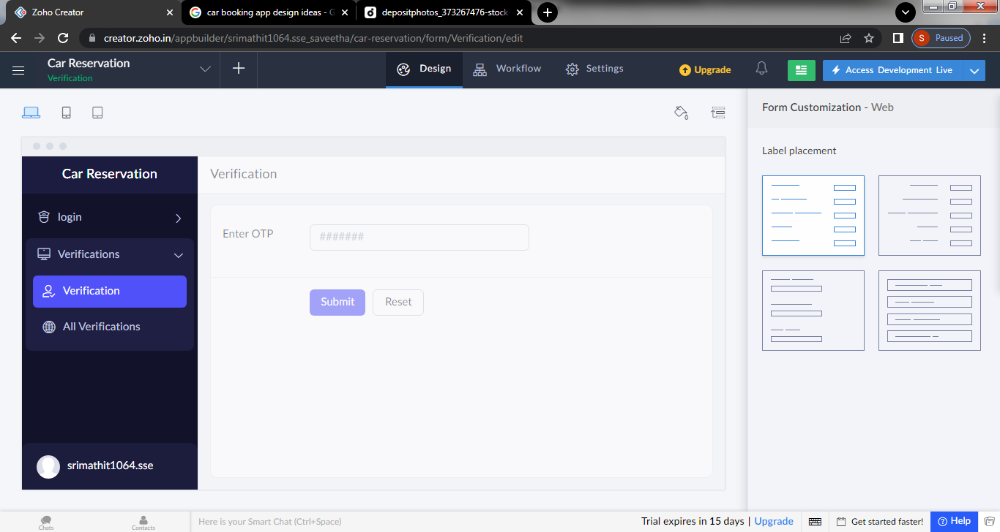 Zoho Creator
car booking app design ideas - G
depositphotos_373267476-stock
creator.zoho.in/appbuilder/srimathit1064.sse_saveetha/car-reservation/form/Verification/edit
S
Paused
Car Reservation
Verification
Design
Workflow
Settings
Upgrade
Access Development Live
Form Customization - Web
Label placement
Car Reservation
Verification
login
Verifications
Verification
All Verifications
Enter OTP
#######
Submit
Reset
srimathit1064.sse
Chats
Contacts
Here is your Smart Chat (Ctrl+Space)
Trial expires in 15 days | Upgrade
Get started faster!
Help